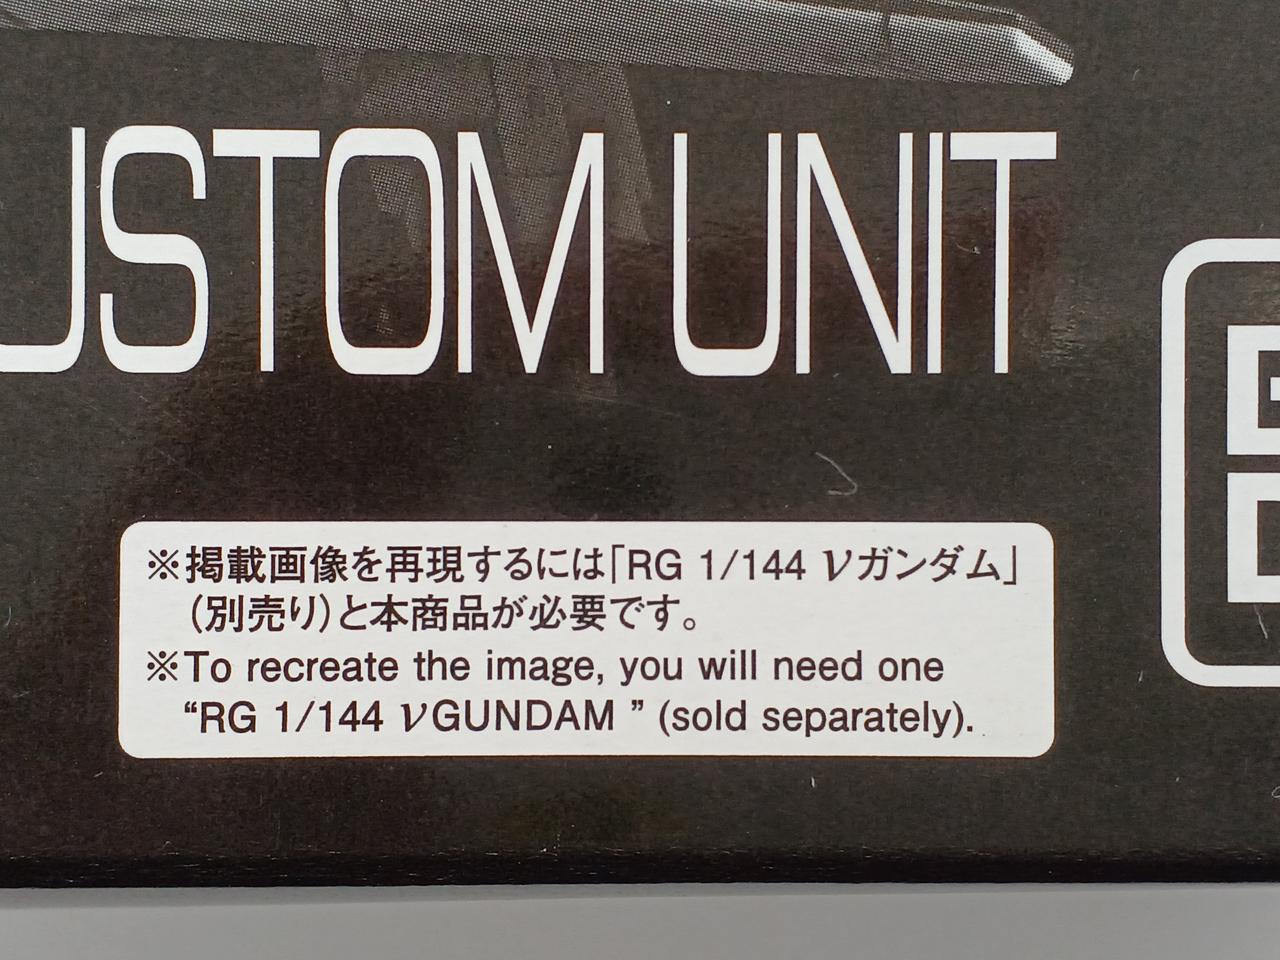 USTOM UNIT
※掲載画像を再現するには「RG 1/144 νガンダム」
(別売り)と本商品が必要です。
※To recreate the image, you will need one
“RG 1/144 νGUNDAM ” (sold separately).